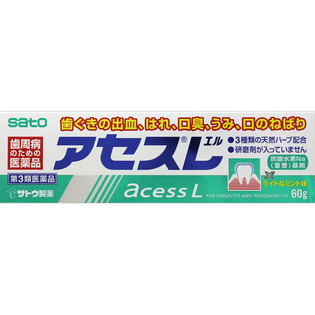 sato
歯ぐきの出血、はれ、口臭、うみ、口のねばり
歯周病
のための
医薬品
第3類医薬品
サトウ製薬
アセス®L
エル
acess L
FOR GINGIVITIS AND PERIODONTITIS
●3種類の天然ハーブ配合
●研磨剤が入っていません
炭酸水素Na
(重曹)基剤
ライトなミント味
60g